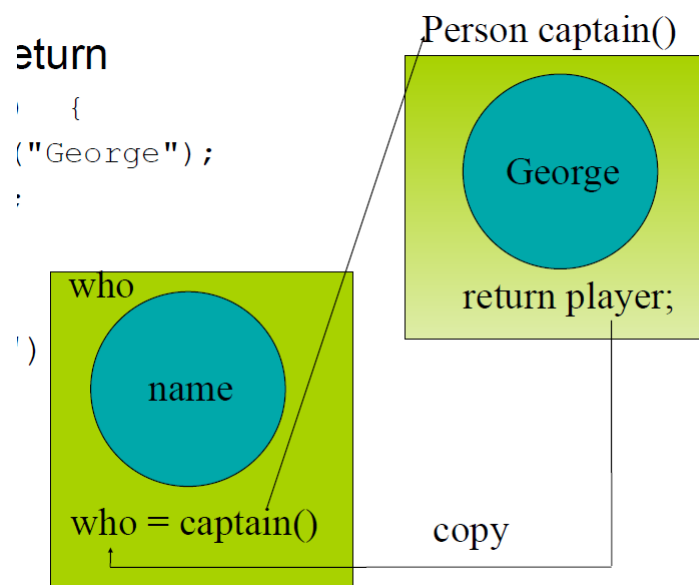 eturn
) {
("George");
;
')
Person captain()
George
return player;
who
name
who = captain()
copy